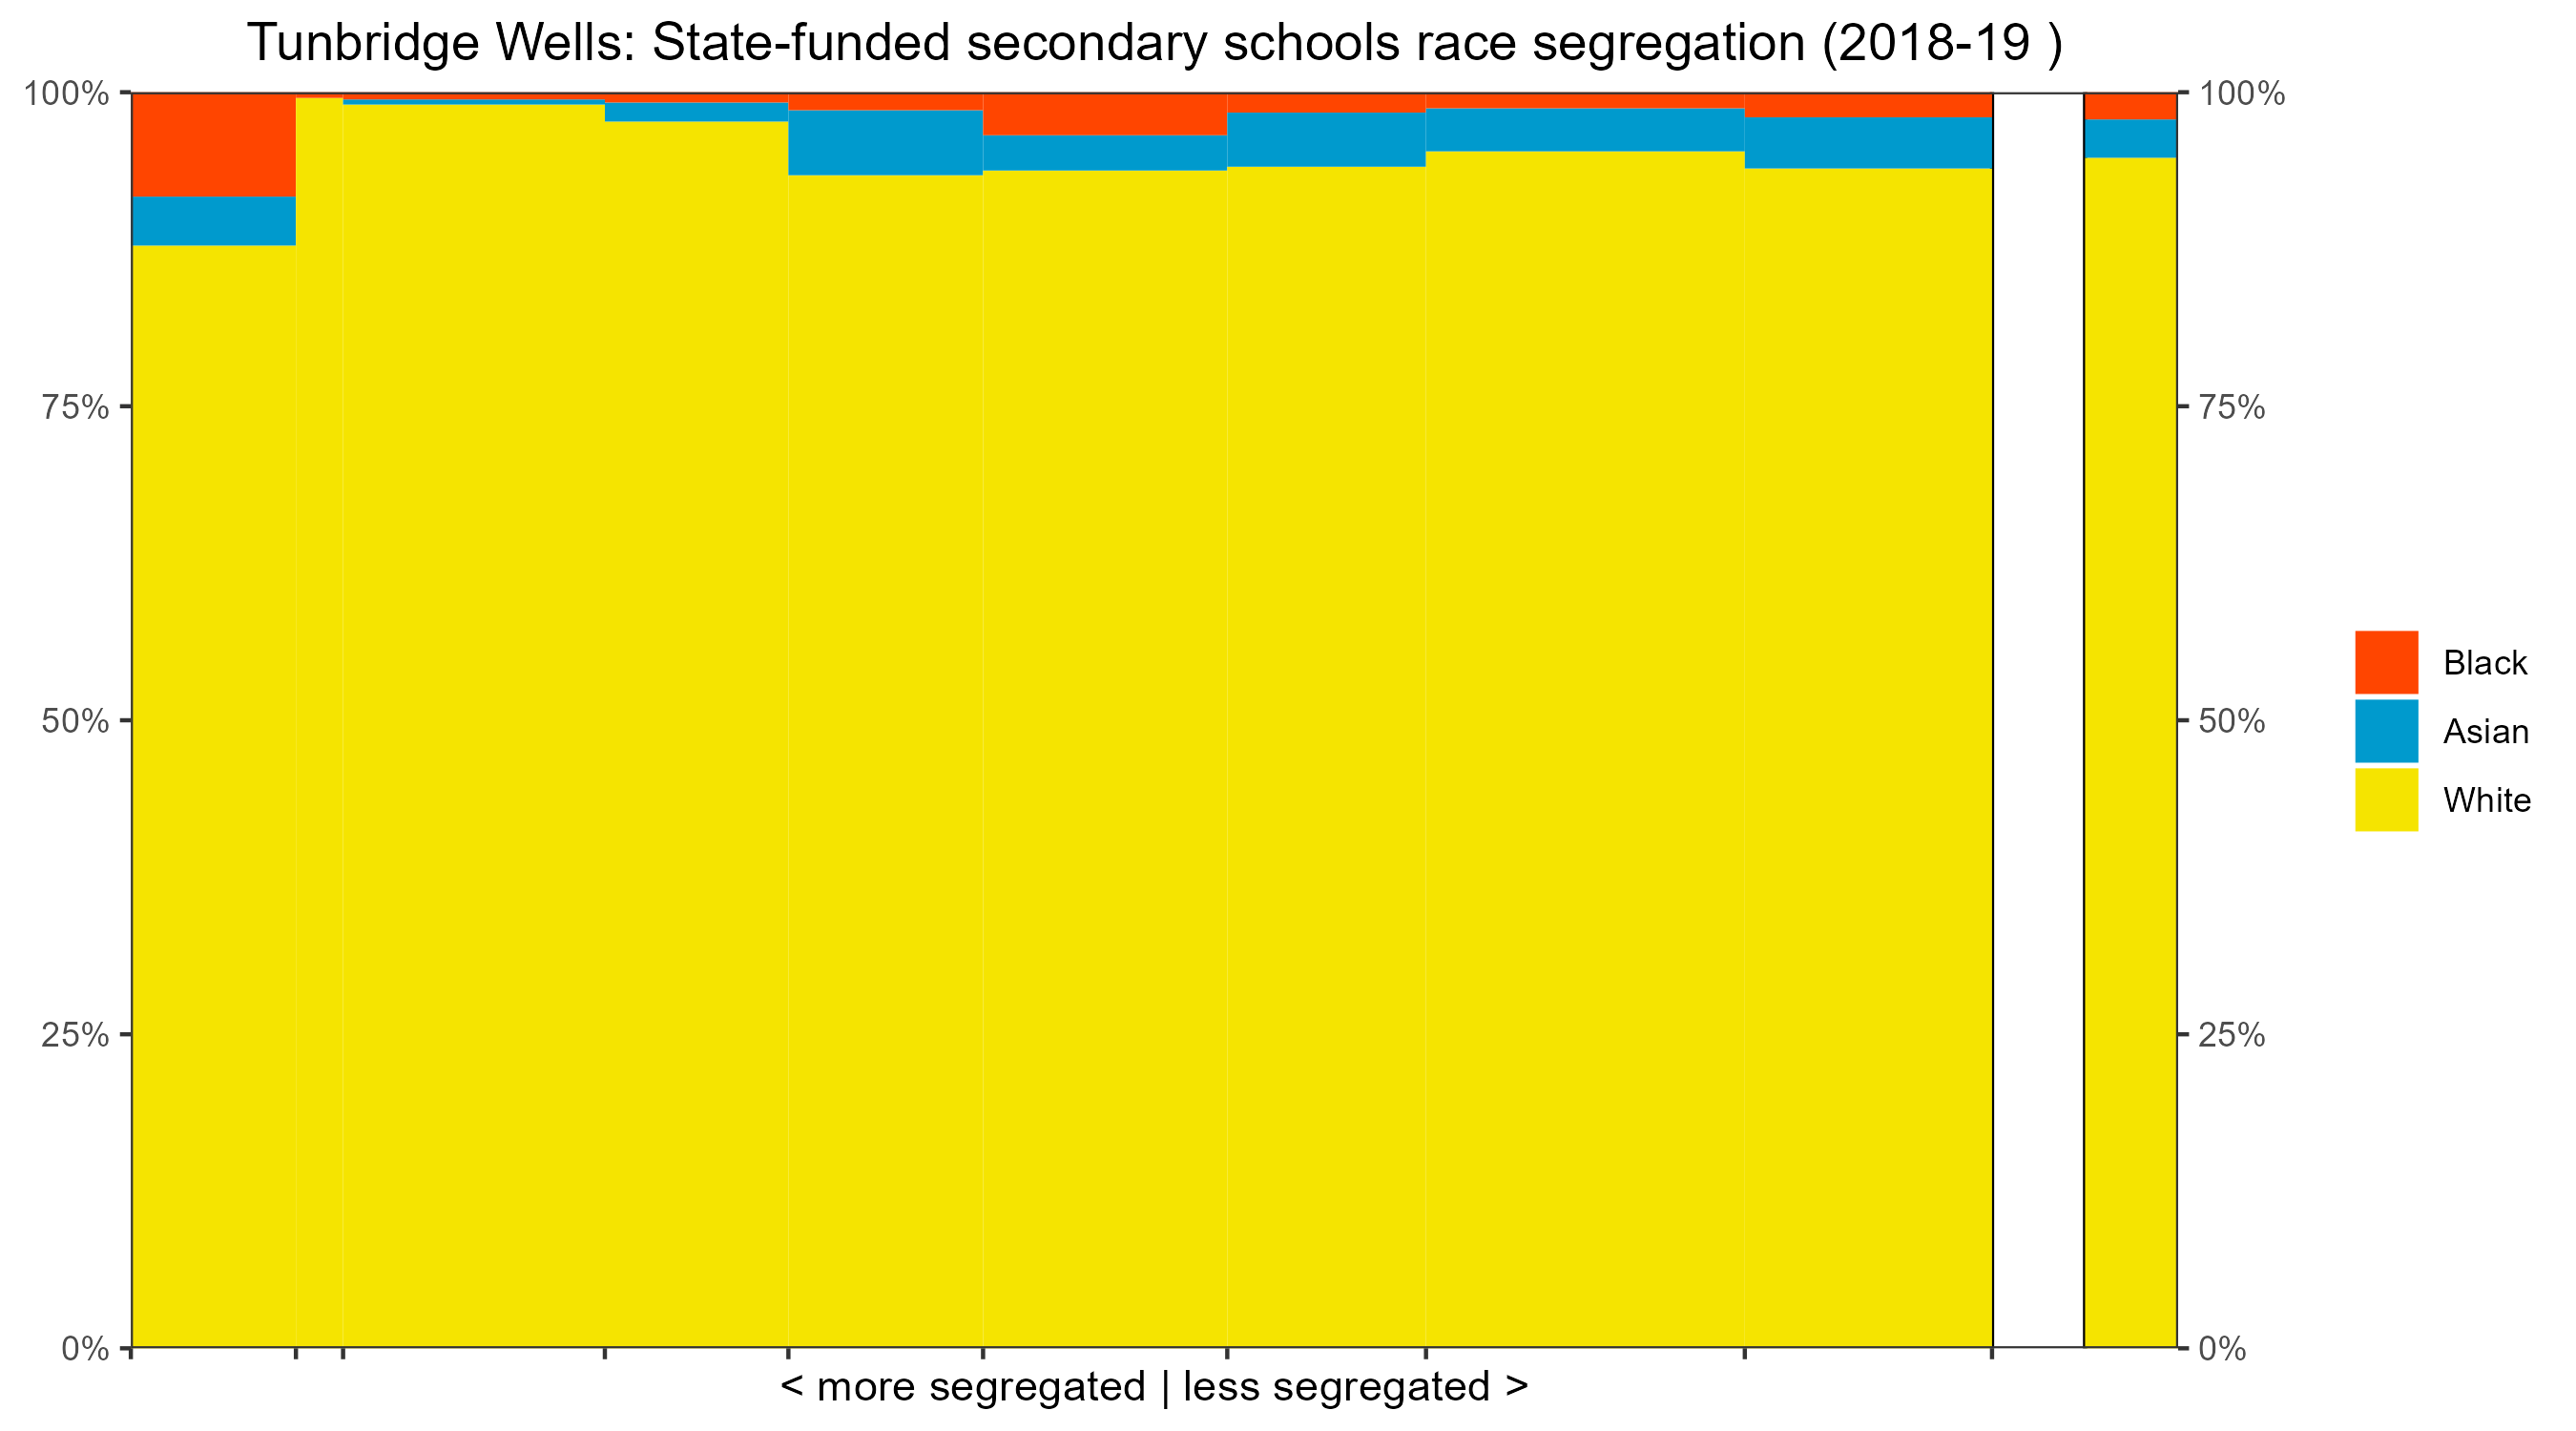 Tunbridge Wells: State-funded secondary schools race segregation (2018-19 )
100%
75%
50%
25%
0%
100%
75%
50%
25%
0%
Black
Asian
White
< more segregated | less segregated >